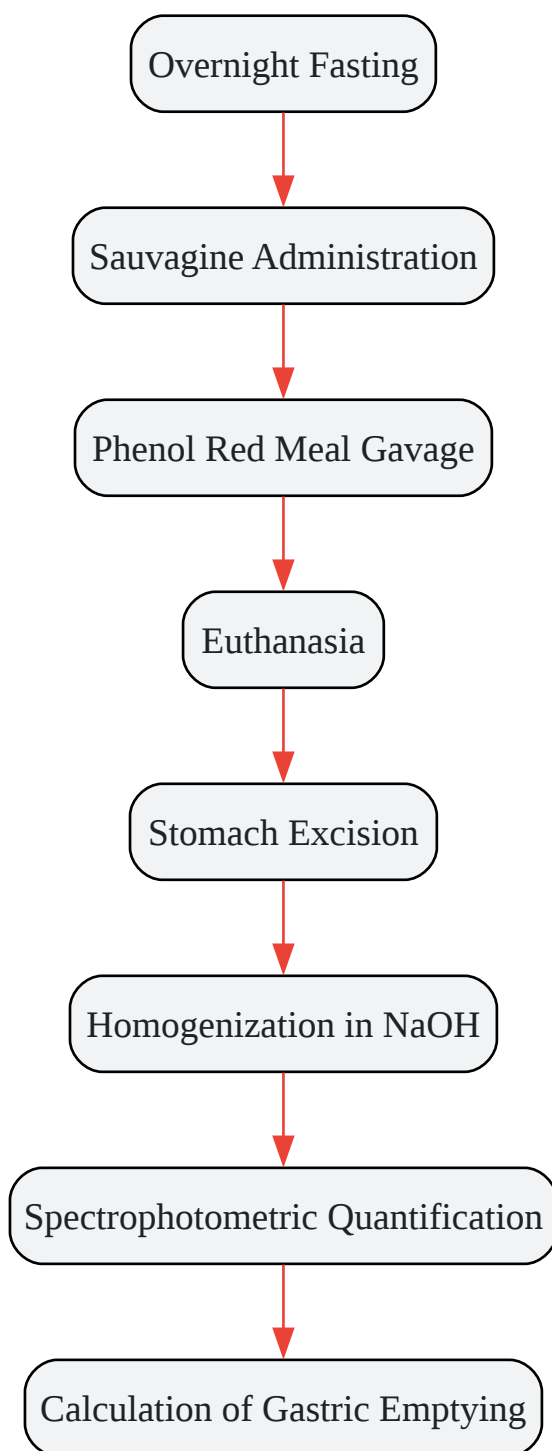 Overnight Fasting
Sauvagine Administration
Phenol Red Meal Gavage
Euthanasia
Stomach Excision
Homogenization in NaOH
Spectrophotometric Quantification
Calculation of Gastric Emptying